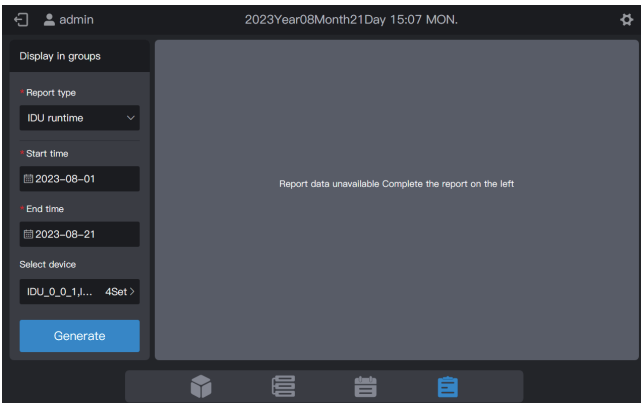 admin
2023Year08Month21Day 15:07 MON.
Display in groups
* Report type
IDU runtime
* Start time
2023-08-01
* End time
2023-08-21
Select device
IDU_0_0_1,I... 4Set >
Generate
Report data unavailable Complete the report on the left